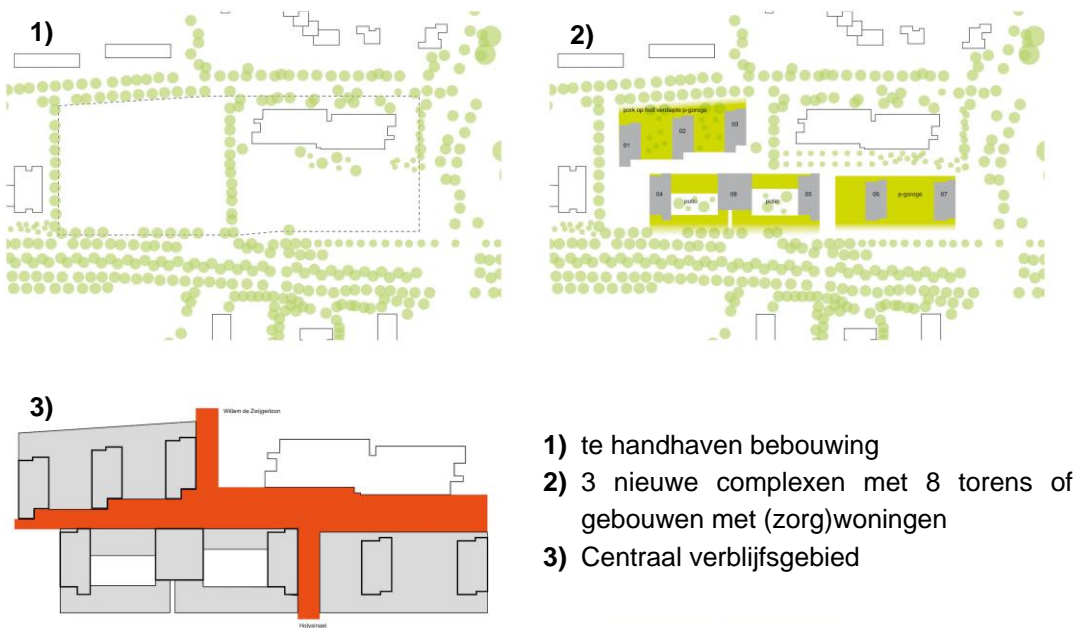 1)
2)
park op half verdiepte p-garage
03
02
01
04
patio
08
patio
05
06
p-garage
07
3)
Willem de Zwijgerlaan
Holysingel
1) te handhaven bebouwing
2) 3 nieuwe complexen met 8 torens of
gebouwen met (zorg)woningen
3) Centraal verblijfsgebied